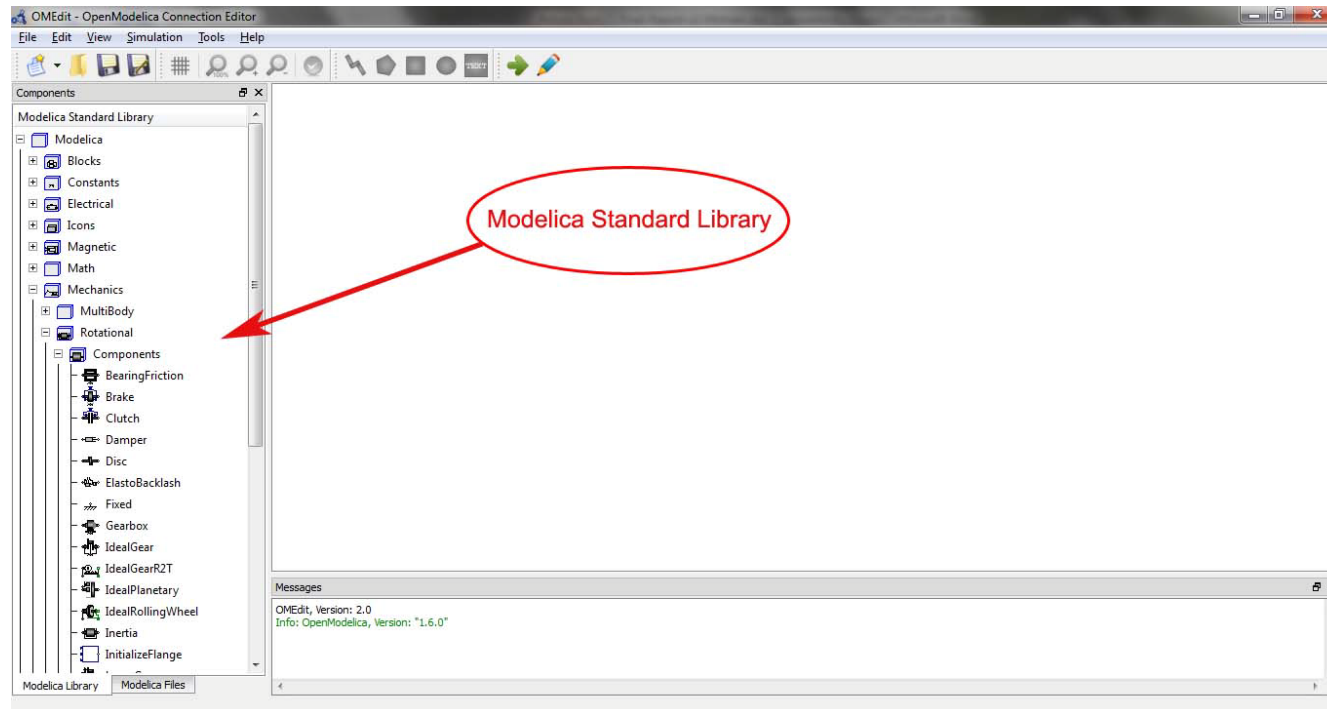 OMEdit - OpenModelica Connection Editor
File Edit View Simulation Tools Help
100%
TEXT
Components
Modelica Standard Library
Modelica
Blocks
Constants
Electrical
Icons
Magnetic
Math
Mechanics
MultiBody
Rotational
Components
BearingFriction
Brake
Clutch
Damper
Disc
ElastoBacklash
Fixed
Gearbox
IdealGear
IdealGearR2T
IdealPlanetary
IdealRollingWheel
Inertia
InitializeFlange
Modelica Library Modelica Files
Modelica Standard Library
Messages
OMEdit, Version: 2.0
Info: OpenModelica, Version: "1.6.0"